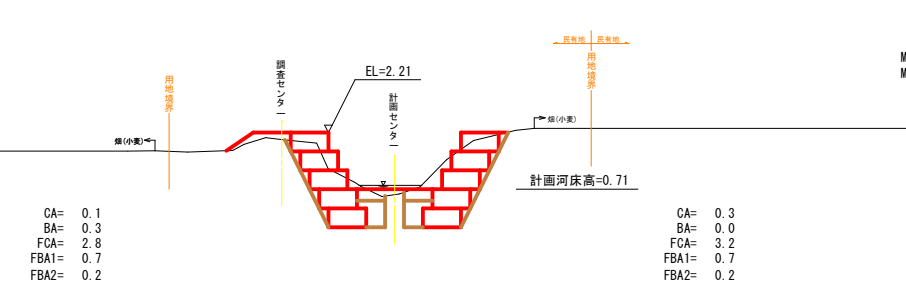 民有地 民有地
用地境界
調査センター
用地境界
EL=2.21
計画センター
畑(小麦)
畑(小麦)
計画河床高=0.71
M
M
CA= 0.1
BA= 0.3
FCA= 2.8
FBA1= 0.7
FBA2= 0.2
CA= 0.3
BA= 0.0
FCA= 3.2
FBA1= 0.7
FBA2= 0.2